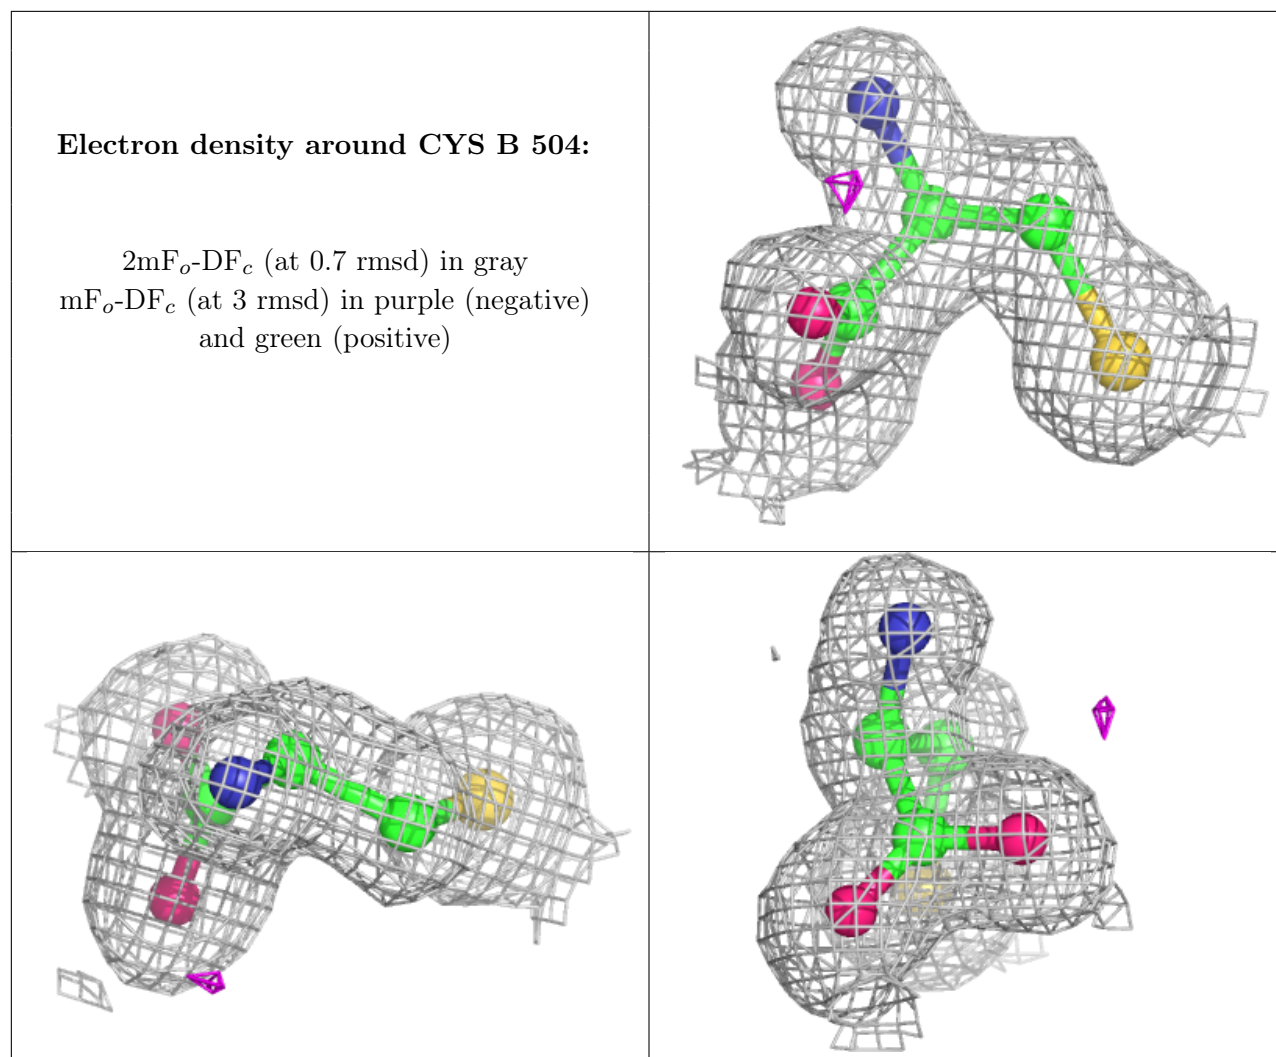 Electron density around CYS B 504:
2mFₒ-DF𝒸 (at 0.7 rmsd) in gray
mFₒ-DF𝒸 (at 3 rmsd) in purple (negative)
and green (positive)